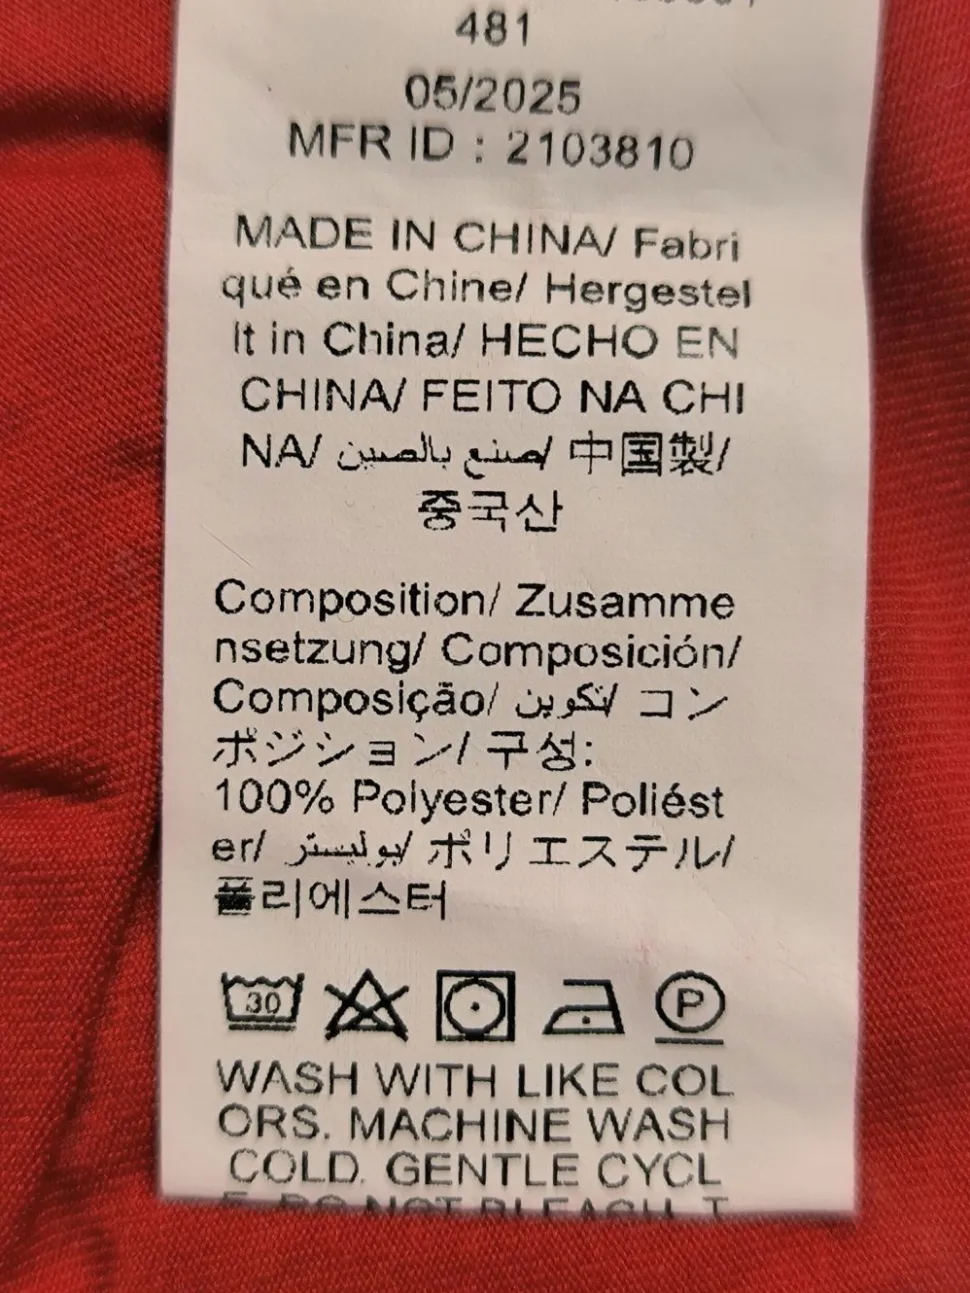 481
05/2025
MFR ID : 2103810
MADE IN CHINA/ Fabri
qué en Chine/ Hergestel
lt in China/ HECHO EN
CHINA/ FEITO NA CHI
NA/ صنع بالصين/ 中国製/
중국산
Composition/ Zusamme
nsetzung/ Composición/
Composição/ تكوين/ コン
ポジション/ 구성:
100% Polyester/ Poliést
er/ بوليستر/ ポリエステル/
폴리에스터
30
P
WASH WITH LIKE COL
ORS. MACHINE WASH
COLD. GENTLE CYCL
E. DO NOT BLEACH. T